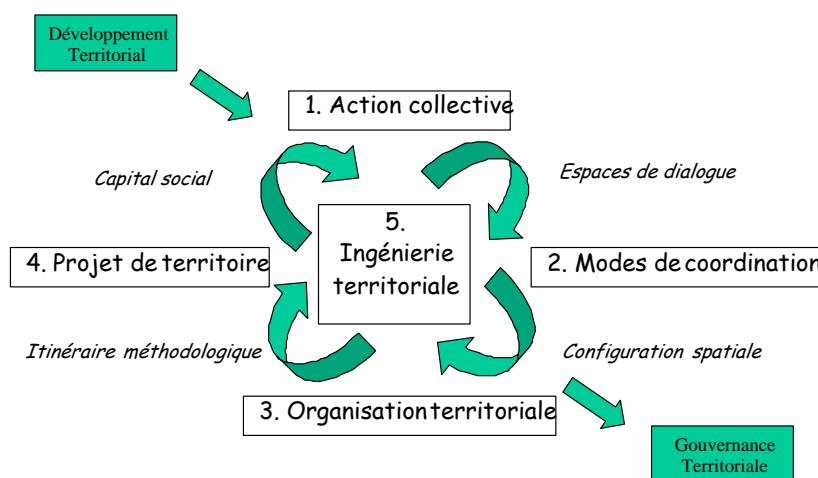 Développement
Territorial
1. Action collective
Capital social
Espaces de dialogue
5.
Ingénierie
territoriale
4. Projet de territoire
2. Modes de coordination
Itinéraire méthodologique
Configuration spatiale
3. Organisation territoriale
Gouvernance
Territoriale